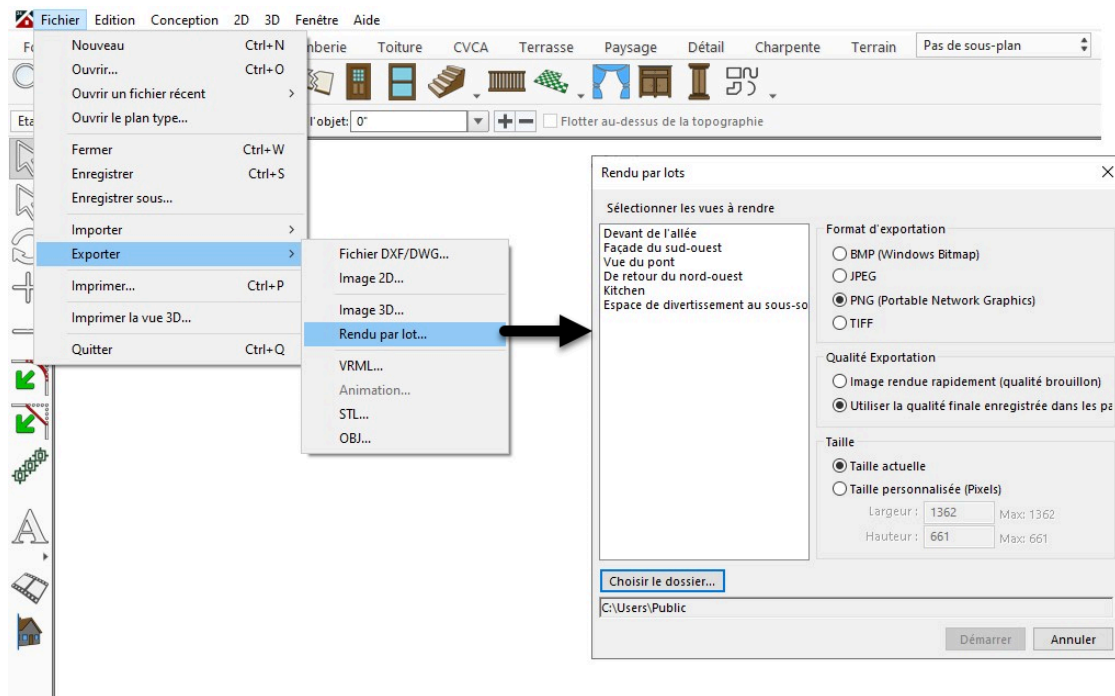 Fichier Edition Conception 2D 3D Fenêtre Aide
Toiture CVCA Terrasse Paysage Détail Charpente Terrain Pas de sous-plan
l'objet: 0" Flotter au-dessus de la topographie
Nouveau Ctrl+N
Ouvrir... Ctrl+O
Ouvrir un fichier récent >
Ouvrir le plan type...
Fermer Ctrl+W
Enregistrer Ctrl+S
Enregistrer sous...
Importer >
Exporter >
Imprimer... Ctrl+P
Imprimer la vue 3D...
Quitter Ctrl+Q
Fichier DXF/DWG...
Image 2D...
Image 3D...
Rendu par lot...
VRML...
Animation...
STL...
OBJ...
Rendu par lots
Sélectionner les vues à rendre
Devant de l'allée
Façade du sud-ouest
Vue du pont
De retour du nord-ouest
Kitchen
Espace de divertissement au sous-so
Format d'exportation
BMP (Windows Bitmap)
JPEG
PNG (Portable Network Graphics)
TIFF
Qualité Exportation
Image rendue rapidement (qualité brouillon)
Utiliser la qualité finale enregistrée dans les pa
Taille
Taille actuelle
Taille personnalisée (Pixels)
Largeur : 1362 Max: 1362
Hauteur : 661 Max: 661
Choisir le dossier...
C:\Users\Public
Démarrer Annuler